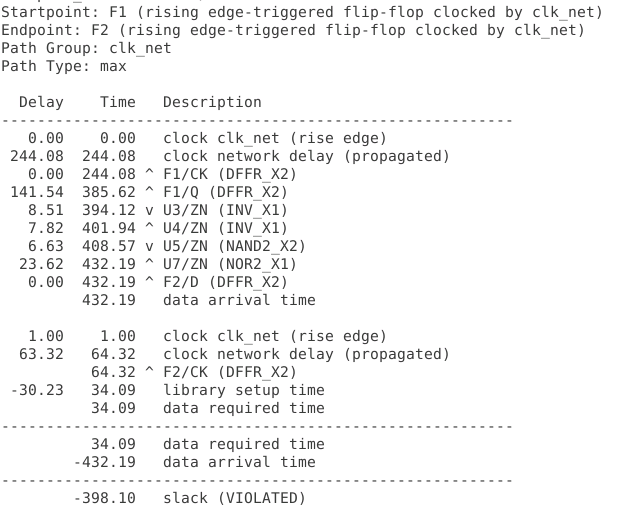 Startpoint: F1 (rising edge-triggered flip-flop clocked by clk_net)
Endpoint: F2 (rising edge-triggered flip-flop clocked by clk_net)
Path Group: clk_net
Path Type: max
Delay Time Description
---------------------------------------------------------
0.00 0.00 clock clk_net (rise edge)
244.08 244.08 clock network delay (propagated)
0.00 244.08 ^ F1/CK (DFFR_X2)
141.54 385.62 ^ F1/Q (DFFR_X2)
8.51 394.12 v U3/ZN (INV_X1)
7.82 401.94 ^ U4/ZN (INV_X1)
6.63 408.57 v U5/ZN (NAND2_X2)
23.62 432.19 ^ U7/ZN (NOR2_X1)
0.00 432.19 ^ F2/D (DFFR_X2)
432.19 data arrival time
1.00 1.00 clock clk_net (rise edge)
63.32 64.32 clock network delay (propagated)
64.32 ^ F2/CK (DFFR_X2)
-30.23 34.09 library setup time
34.09 data required time
---------------------------------------------------------
34.09 data required time
-432.19 data arrival time
---------------------------------------------------------
-398.10 slack (VIOLATED)